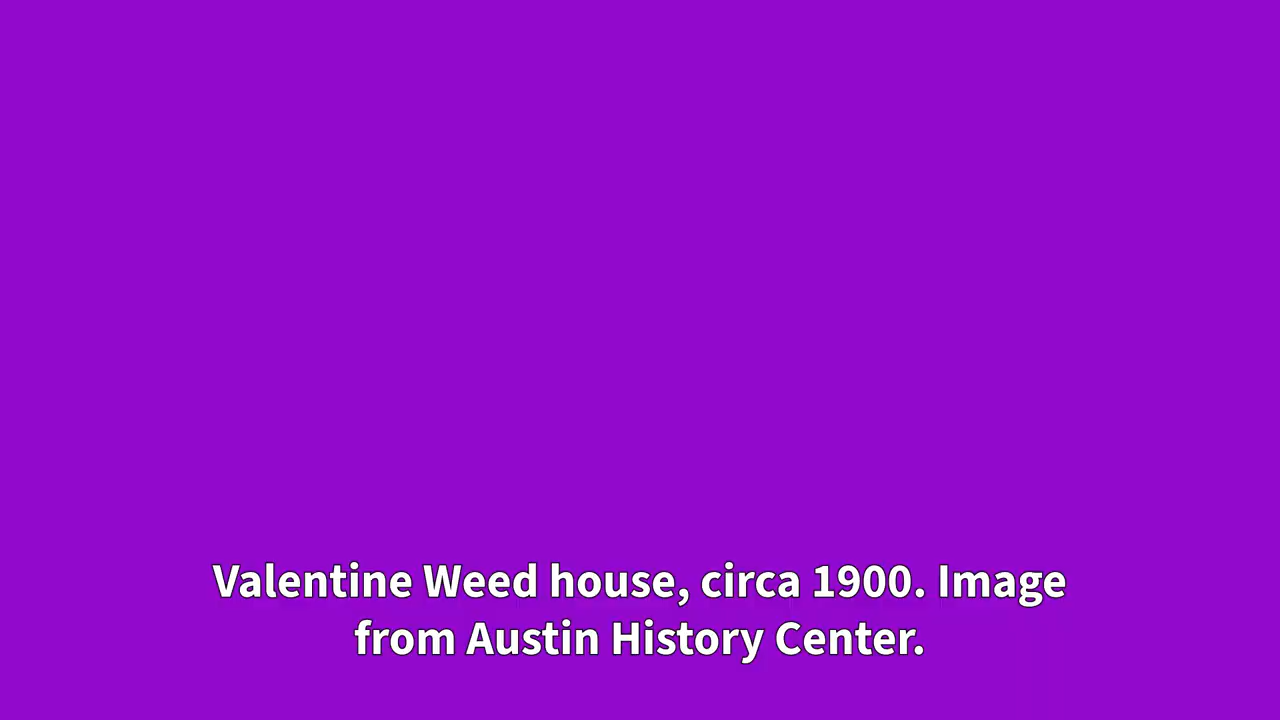 Valentine Weed house, circa 1900. Image
from Austin History Center.